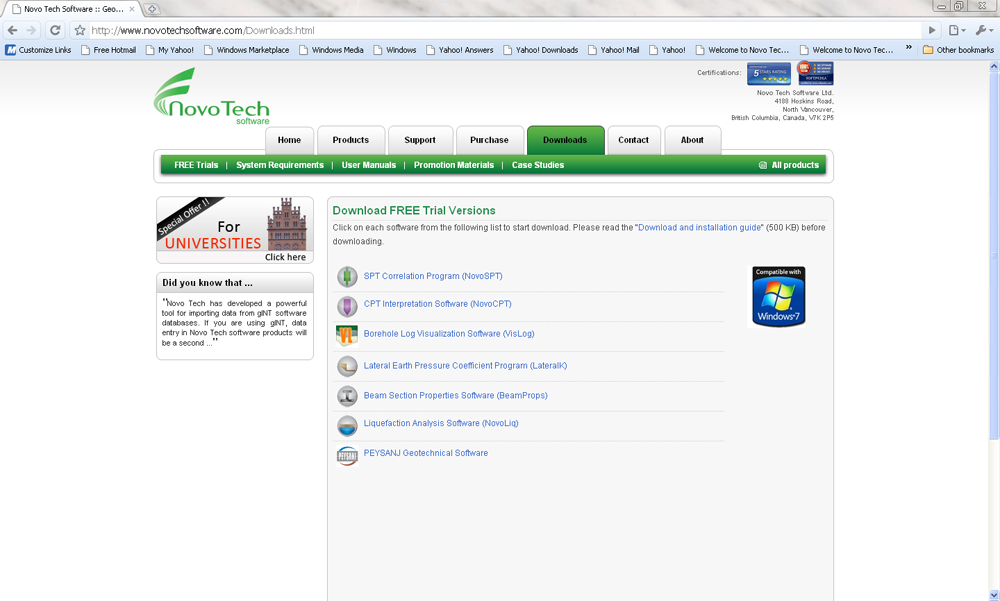 Novo Tech Software :: Geo...
http://www.novotechsoftware.com/Downloads.html
Customize Links
Free Hotmail
My Yahoo!
Windows Marketplace
Windows Media
Windows
Yahoo! Answers
Yahoo! Downloads
Yahoo! Mail
Yahoo!
Welcome to Novo Tec...
Welcome to Novo Tec...
»
Other bookmarks
NovoTech
software
Certifications:
5 STARS RATING
Novo Tech Software Ltd.
4188 Hoskins Road,
North Vancouver,
British Columbia, Canada, V7K 2P5
Home
Products
Support
Purchase
Downloads
Contact
About
FREE Trials | System Requirements | User Manuals | Promotion Materials | Case Studies
All products
Special Offer !!
For
UNIVERSITIES
Click here
Did you know that ...
"Novo Tech has developed a powerful
tool for importing data from gINT software
databases. If you are using gINT, data
entry in Novo Tech software products will
be a second ..."
Download FREE Trial Versions
Click on each software from the following list to start download. Please read the "Download and installation guide" (500 KB) before
downloading.
SPT Correlation Program (NovoSPT)
CPT Interpretation Software (NovoCPT)
Borehole Log Visualization Software (VisLog)
Lateral Earth Pressure Coefficient Program (LateralK)
Beam Section Properties Software (BeamProps)
Liquefaction Analysis Software (NovoLiq)
PEYSANJ Geotechnical Software
Compatible with
Windows 7